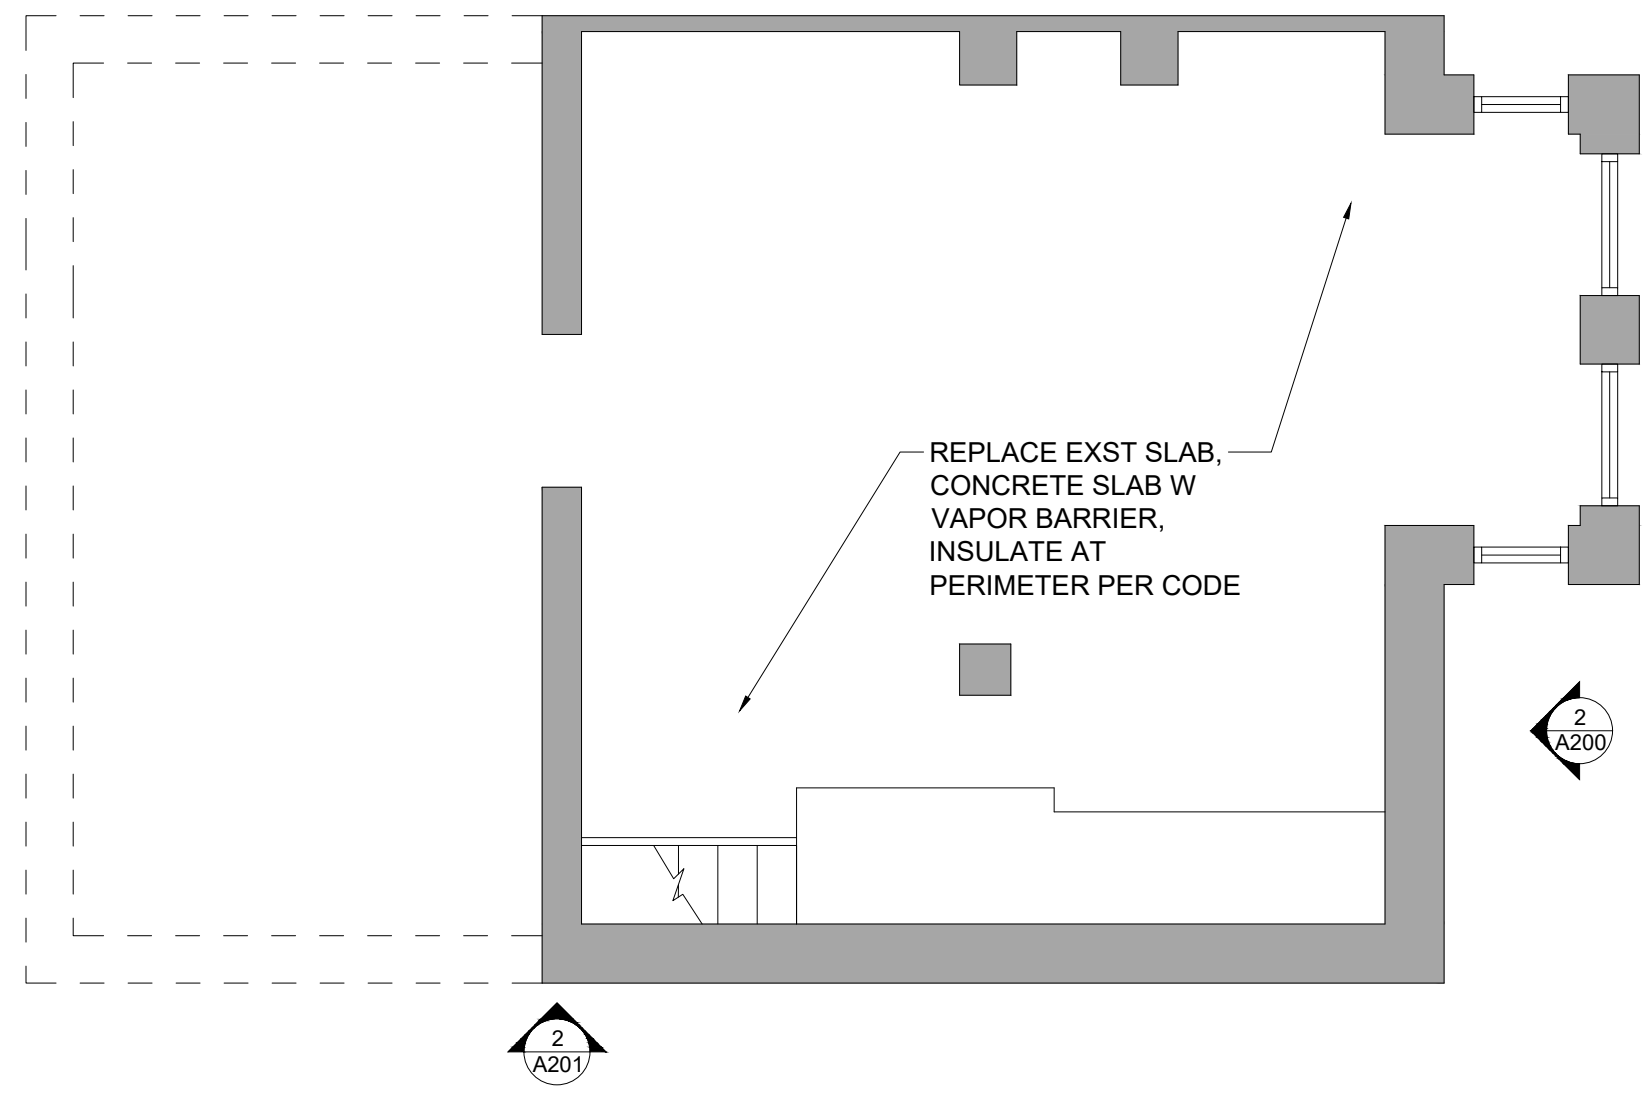 REPLACE EXST SLAB,
CONCRETE SLAB W
VAPOR BARRIER,
INSULATE AT
PERIMETER PER CODE
2
A200
2
A201